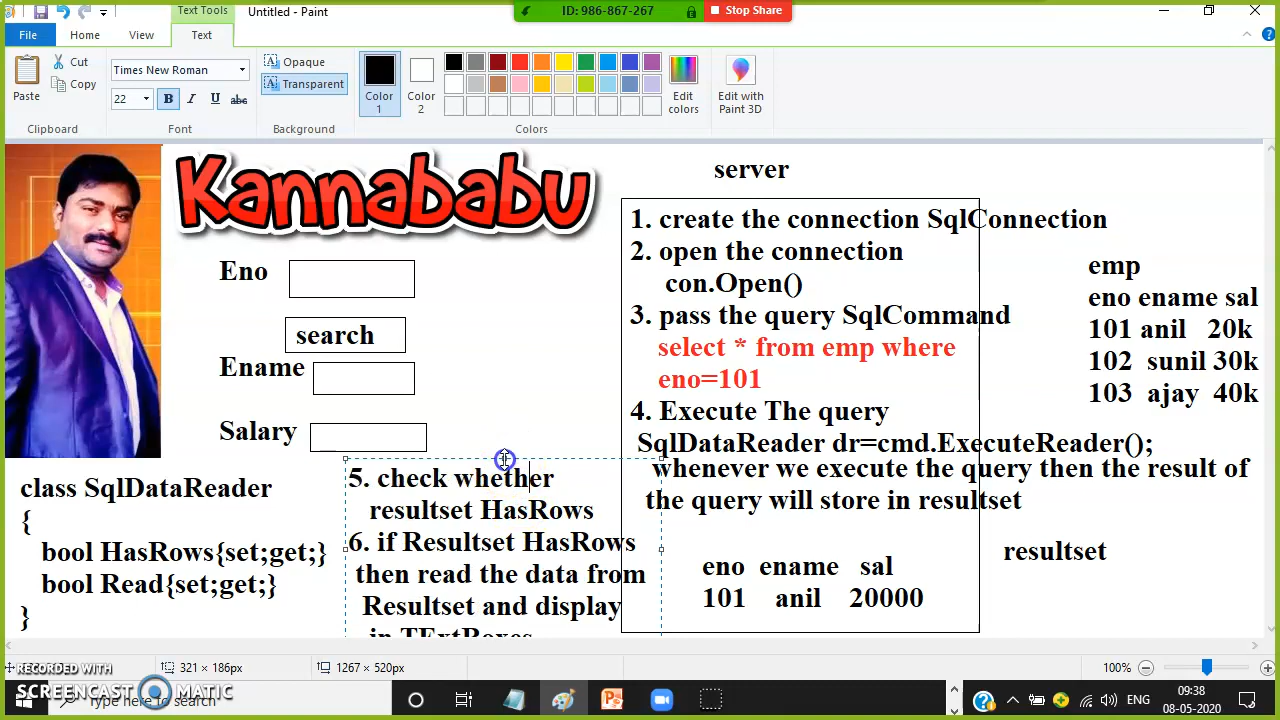 Text Tools
Untitled - Paint
ID: 986-867-267
Stop Share
File
Home
View
Text
Cut
Copy
Paste
Clipboard
Times New Roman
22
B
I
U
abc
Font
Opaque
Transparent
Background
Color 1
Color 2
Colors
Edit colors
Edit with Paint 3D
Kannababu
Eno
search
Ename
Salary
class SqlDataReader
{
bool HasRows{set;get;}
bool Read{set;get;}
}
5. check whether
resultset HasRows
6. if Resultset HasRows
then read the data from
Resultset and display
in TExtBoxes
server
1. create the connection SqlConnection
2. open the connection
con.Open()
3. pass the query SqlCommand
select * from emp where
eno=101
4. Execute The query
SqlDataReader dr=cmd.ExecuteReader();
whenever we execute the query then the result of
the query will store in resultset
eno ename sal
101 anil 20000
resultset
emp
eno ename sal
101 anil 20k
102 sunil 30k
103 ajay 40k
321 × 186px
1267 × 520px
100%
RECORDED WITH
SCREENCAST MATIC
Type here to search
ENG
09:38
08-05-2020